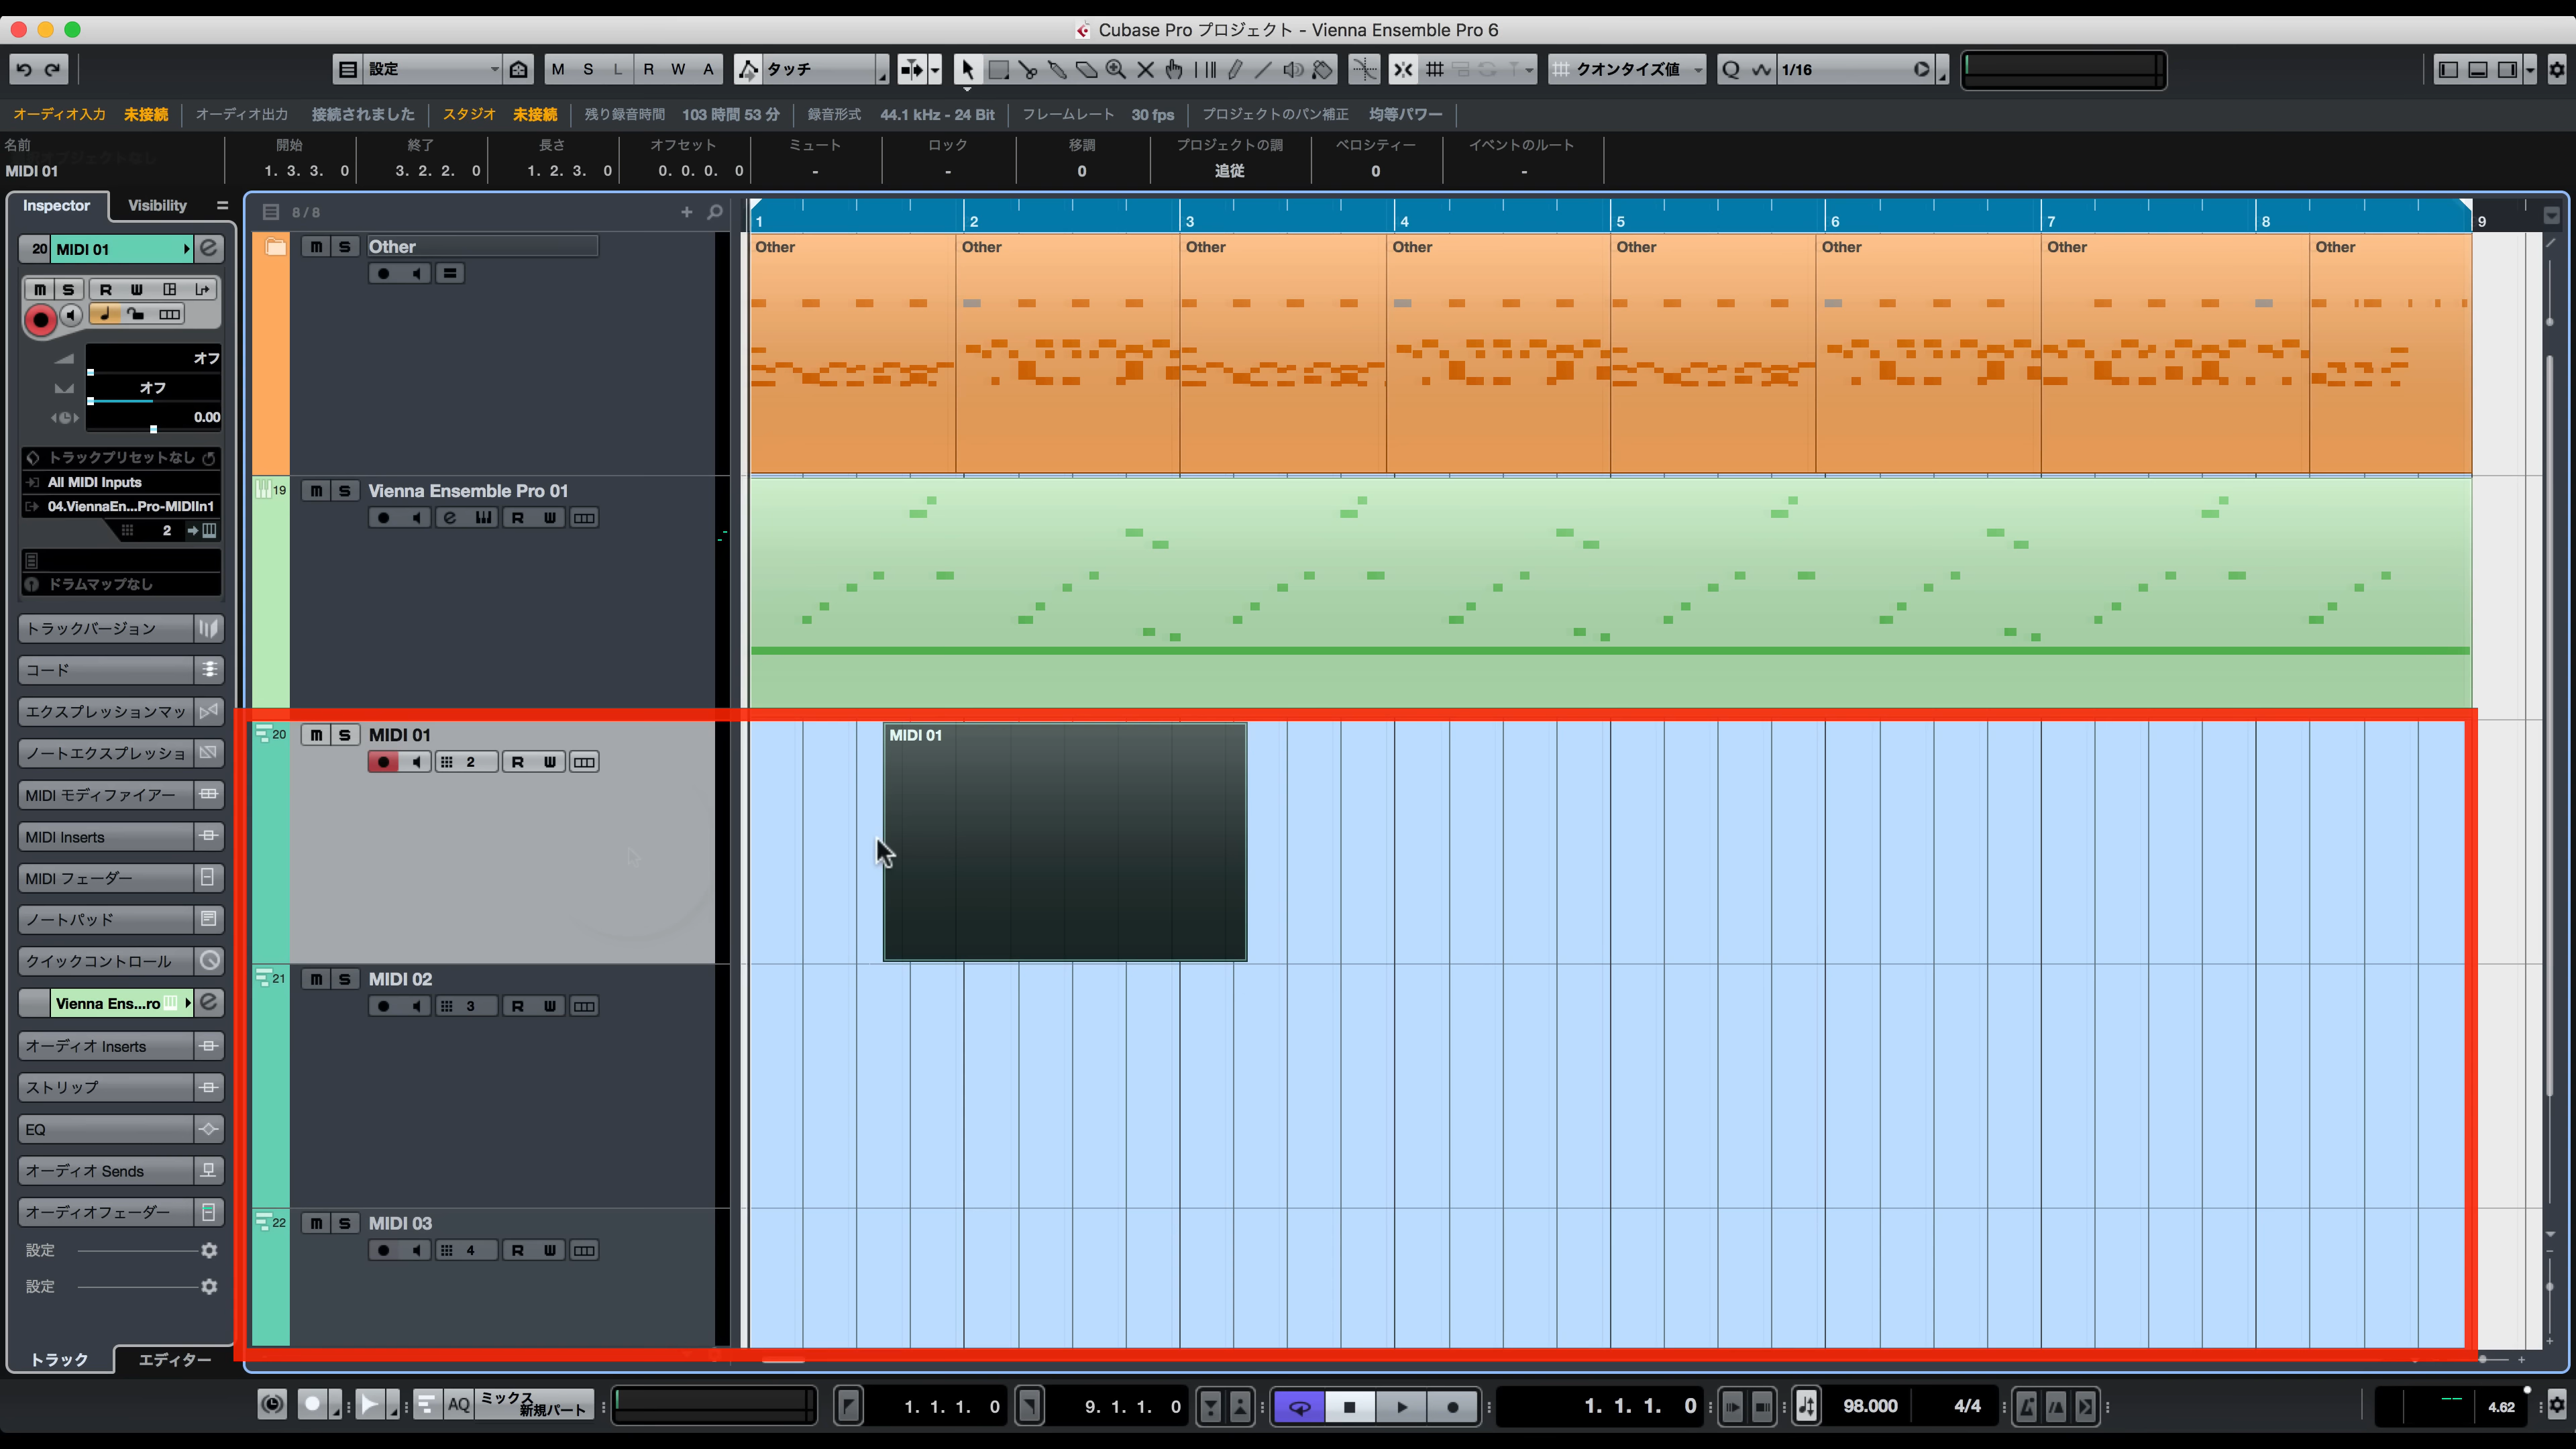 Cubase Pro プロジェクト - Vienna Ensemble Pro 6
設定 M S L R W A タッチ クオンタイズ値 Q 1/16
オーディオ入力 未接続 オーディオ出力 接続されました スタジオ 未接続 残り録音時間 103 時間 53 分 録音形式 44.1 kHz - 24 Bit フレームレート 30 fps プロジェクトのパン補正 均等パワー
名前 開始 終了 長さ オフセット ミュート ロック 移調 プロジェクトの調 ベロシティー イベントのルート
MIDI 01 1. 3. 3. 0 3. 2. 2. 0 1. 2. 3. 0 0. 0. 0. 0 - - 0 追従 0 -
Inspector Visibility
8 / 8
1 2 3 4 5 6 7 8 9
20 MIDI 01
m S R W
オフ
オフ
0.00
トラックプリセットなし
All MIDI Inputs
04.ViennaEn...Pro-MIDIIn1
2
ドラムマップなし
トラックバージョン
コード
エクスプレッションマッ
ノートエクスプレッショ
MIDI モディファイアー
MIDI Inserts
MIDI フェーダー
ノートパッド
クイックコントロール
Vienna Ens...ro
オーディオ Inserts
ストリップ
EQ
オーディオ Sends
オーディオフェーダー
設定
設定
トラック エディター
m S Other
Other Other Other Other Other Other Other Other
19 m S Vienna Ensemble Pro 01
R W
20 m S MIDI 01
2 R W
MIDI 01
21 m S MIDI 02
3 R W
22 m S MIDI 03
4 R W
AQ ミックス
新規パート
1. 1. 1. 0 9. 1. 1. 0 1. 1. 1. 0 98.000 4/4 4.62